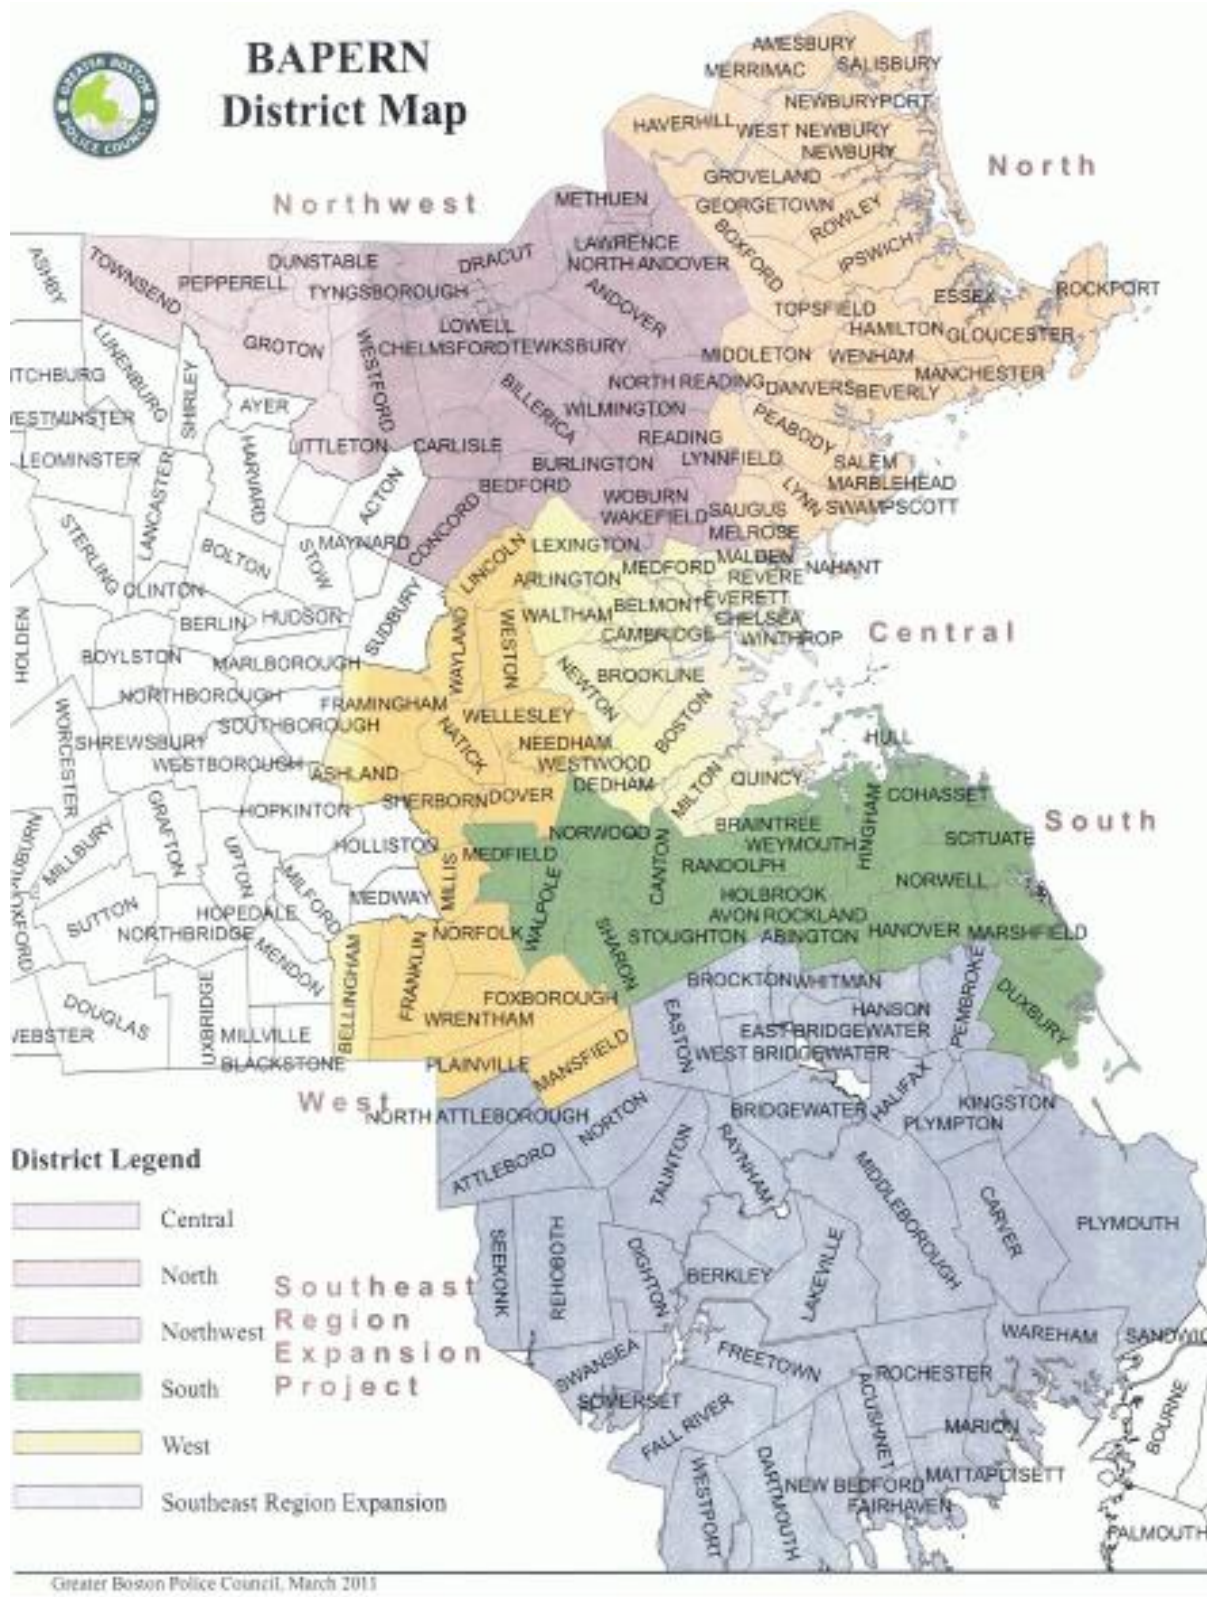 BAPERN
District Map
GREATER BOSTON
POLICE COUNCIL
AMESBURY
SALISBURY
MERRIMAC
NEWBURYPORT
HAVERHILL
WEST NEWBURY
NEWBURY
North
GROVELAND
Northwest
METHUEN
GEORGETOWN
ROWLEY
BOXFORD
IPSWICH
LAWRENCE
NORTH ANDOVER
ASHBY
TOWNSEND
DUNSTABLE
DRACUT
PEPPERELL
TYNGSBOROUGH
ANDOVER
ESSEX
ROCKPORT
TOPSFIELD
LOWELL
HAMILTON
GLOUCESTER
GROTON
WESTFORD
CHELMSFORD
TEWKSBURY
MIDDLETON
WENHAM
LUNENBURG
SHIRLEY
ITCHBURG
MANCHESTER
NORTH READING
DANVERS
BEVERLY
AYER
BILLERICA
WILMINGTON
PEABODY
ESTMINSTER
READING
LITTLETON
CARLISLE
LEOMINSTER
LANCASTER
HARVARD
BURLINGTON
LYNNFIELD
SALEM
MARBLEHEAD
ACTON
BEDFORD
LYNN
WOBURN
SWAMPSCOTT
WAKEFIELD
SAUGUS
CONCORD
MELROSE
STERLING
BOLTON
STOW
MAYNARD
LINCOLN
LEXINGTON
MALDEN
MEDFORD
NAHANT
ARLINGTON
REVERE
CLINTON
SUDBURY
EVERETT
BELMONT
WALTHAM
CHELSEA
BERLIN
HUDSON
CAMBRIDGE
WINTHROP
Central
HOLDEN
WAYLAND
WESTON
BOYLSTON
MARLBOROUGH
NEWTON
BROOKLINE
NORTHBOROUGH
FRAMINGHAM
BOSTON
SOUTHBOROUGH
WELLESLEY
WORCESTER
SHREWSBURY
NATICK
NEEDHAM
HULL
WESTBOROUGH
WESTWOOD
ASHLAND
DEDHAM
MILTON
QUINCY
SHERBORN
DOVER
COHASSET
HOPKINTON
HINGHAM
GRAFTON
BRAINTREE
South
NORWOOD
WEYMOUTH
SCITUATE
MILLBURY
UPTON
HOLLISTON
MEDFIELD
CANTON
RANDOLPH
MILFORD
MILLIS
WALPOLE
NORWELL
MEDWAY
HOLBROOK
SUTTON
HOPEDALE
AVON
ROCKLAND
NORTHBRIDGE
NORFOLK
SHARON
STOUGHTON
ABINGTON
HANOVER
MARSHFIELD
MENDON
BELLINGHAM
FRANKLIN
BROCKTON
WHITMAN
PEMBROKE
FOXBOROUGH
DOUGLAS
UXBRIDGE
EASTON
HANSON
DUXBURY
WRENTHAM
EAST BRIDGEWATER
EBSTER
MILLVILLE
WEST BRIDGEWATER
BLACKSTONE
PLAINVILLE
MANSFIELD
HALIFAX
West
NORTH ATTLEBOROUGH
NORTON
BRIDGEWATER
KINGSTON
PLYMPTON
ATTLEBORO
TAUNTON
RAYNHAM
MIDDLEBOROUGH
CARVER
PLYMOUTH
SEEKONK
REHOBOTH
DIGHTON
BERKLEY
LAKEVILLE
WAREHAM
SANDWIC
SWANSEA
FREETOWN
ROCHESTER
SOMERSET
FALL RIVER
ACUSHNET
MARION
BOURNE
WESTPORT
DARTMOUTH
NEW BEDFORD
MATTAPOISETT
FAIRHAVEN
FALMOUTH
District Legend
Central
North
Northwest
South
West
Southeast Region Expansion
Southeast
Region
Expansion
Project
Greater Boston Police Council, March 2011